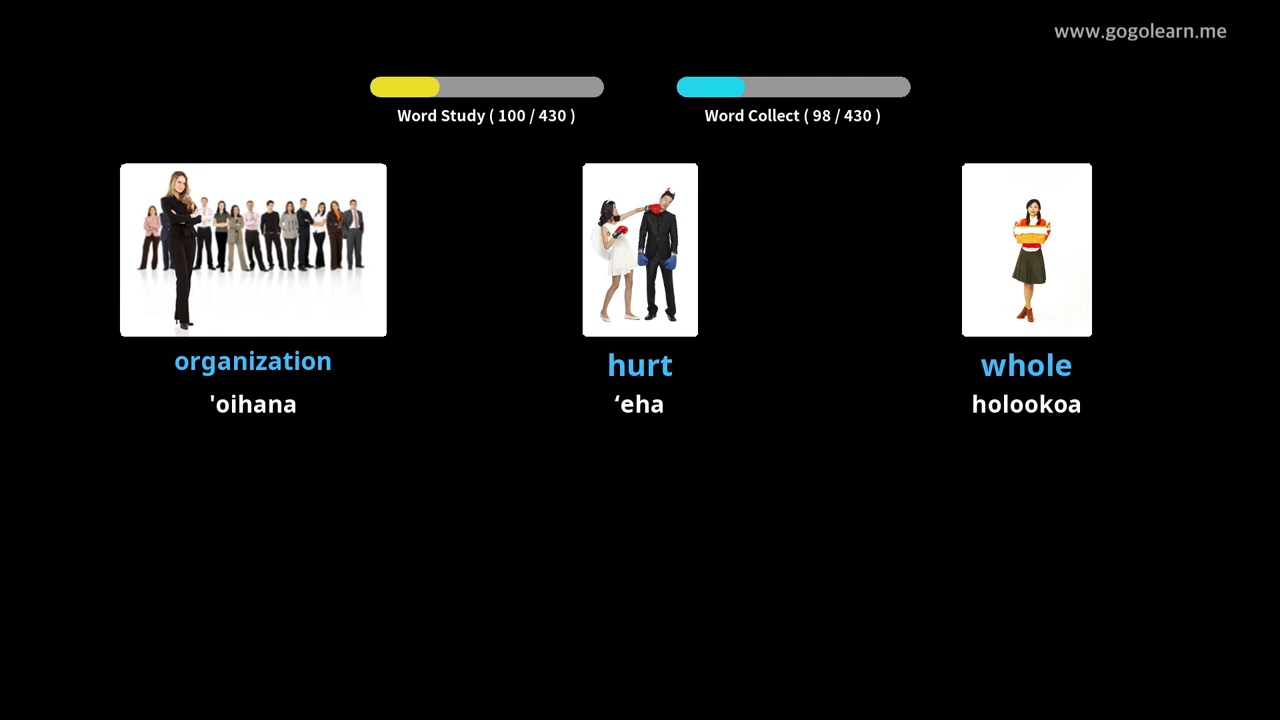 www.gogolearn.me
Word Study ( 100 / 430 )
Word Collect ( 98 / 430 )
organization
hurt
whole
'oihana
‘eha
holookoa